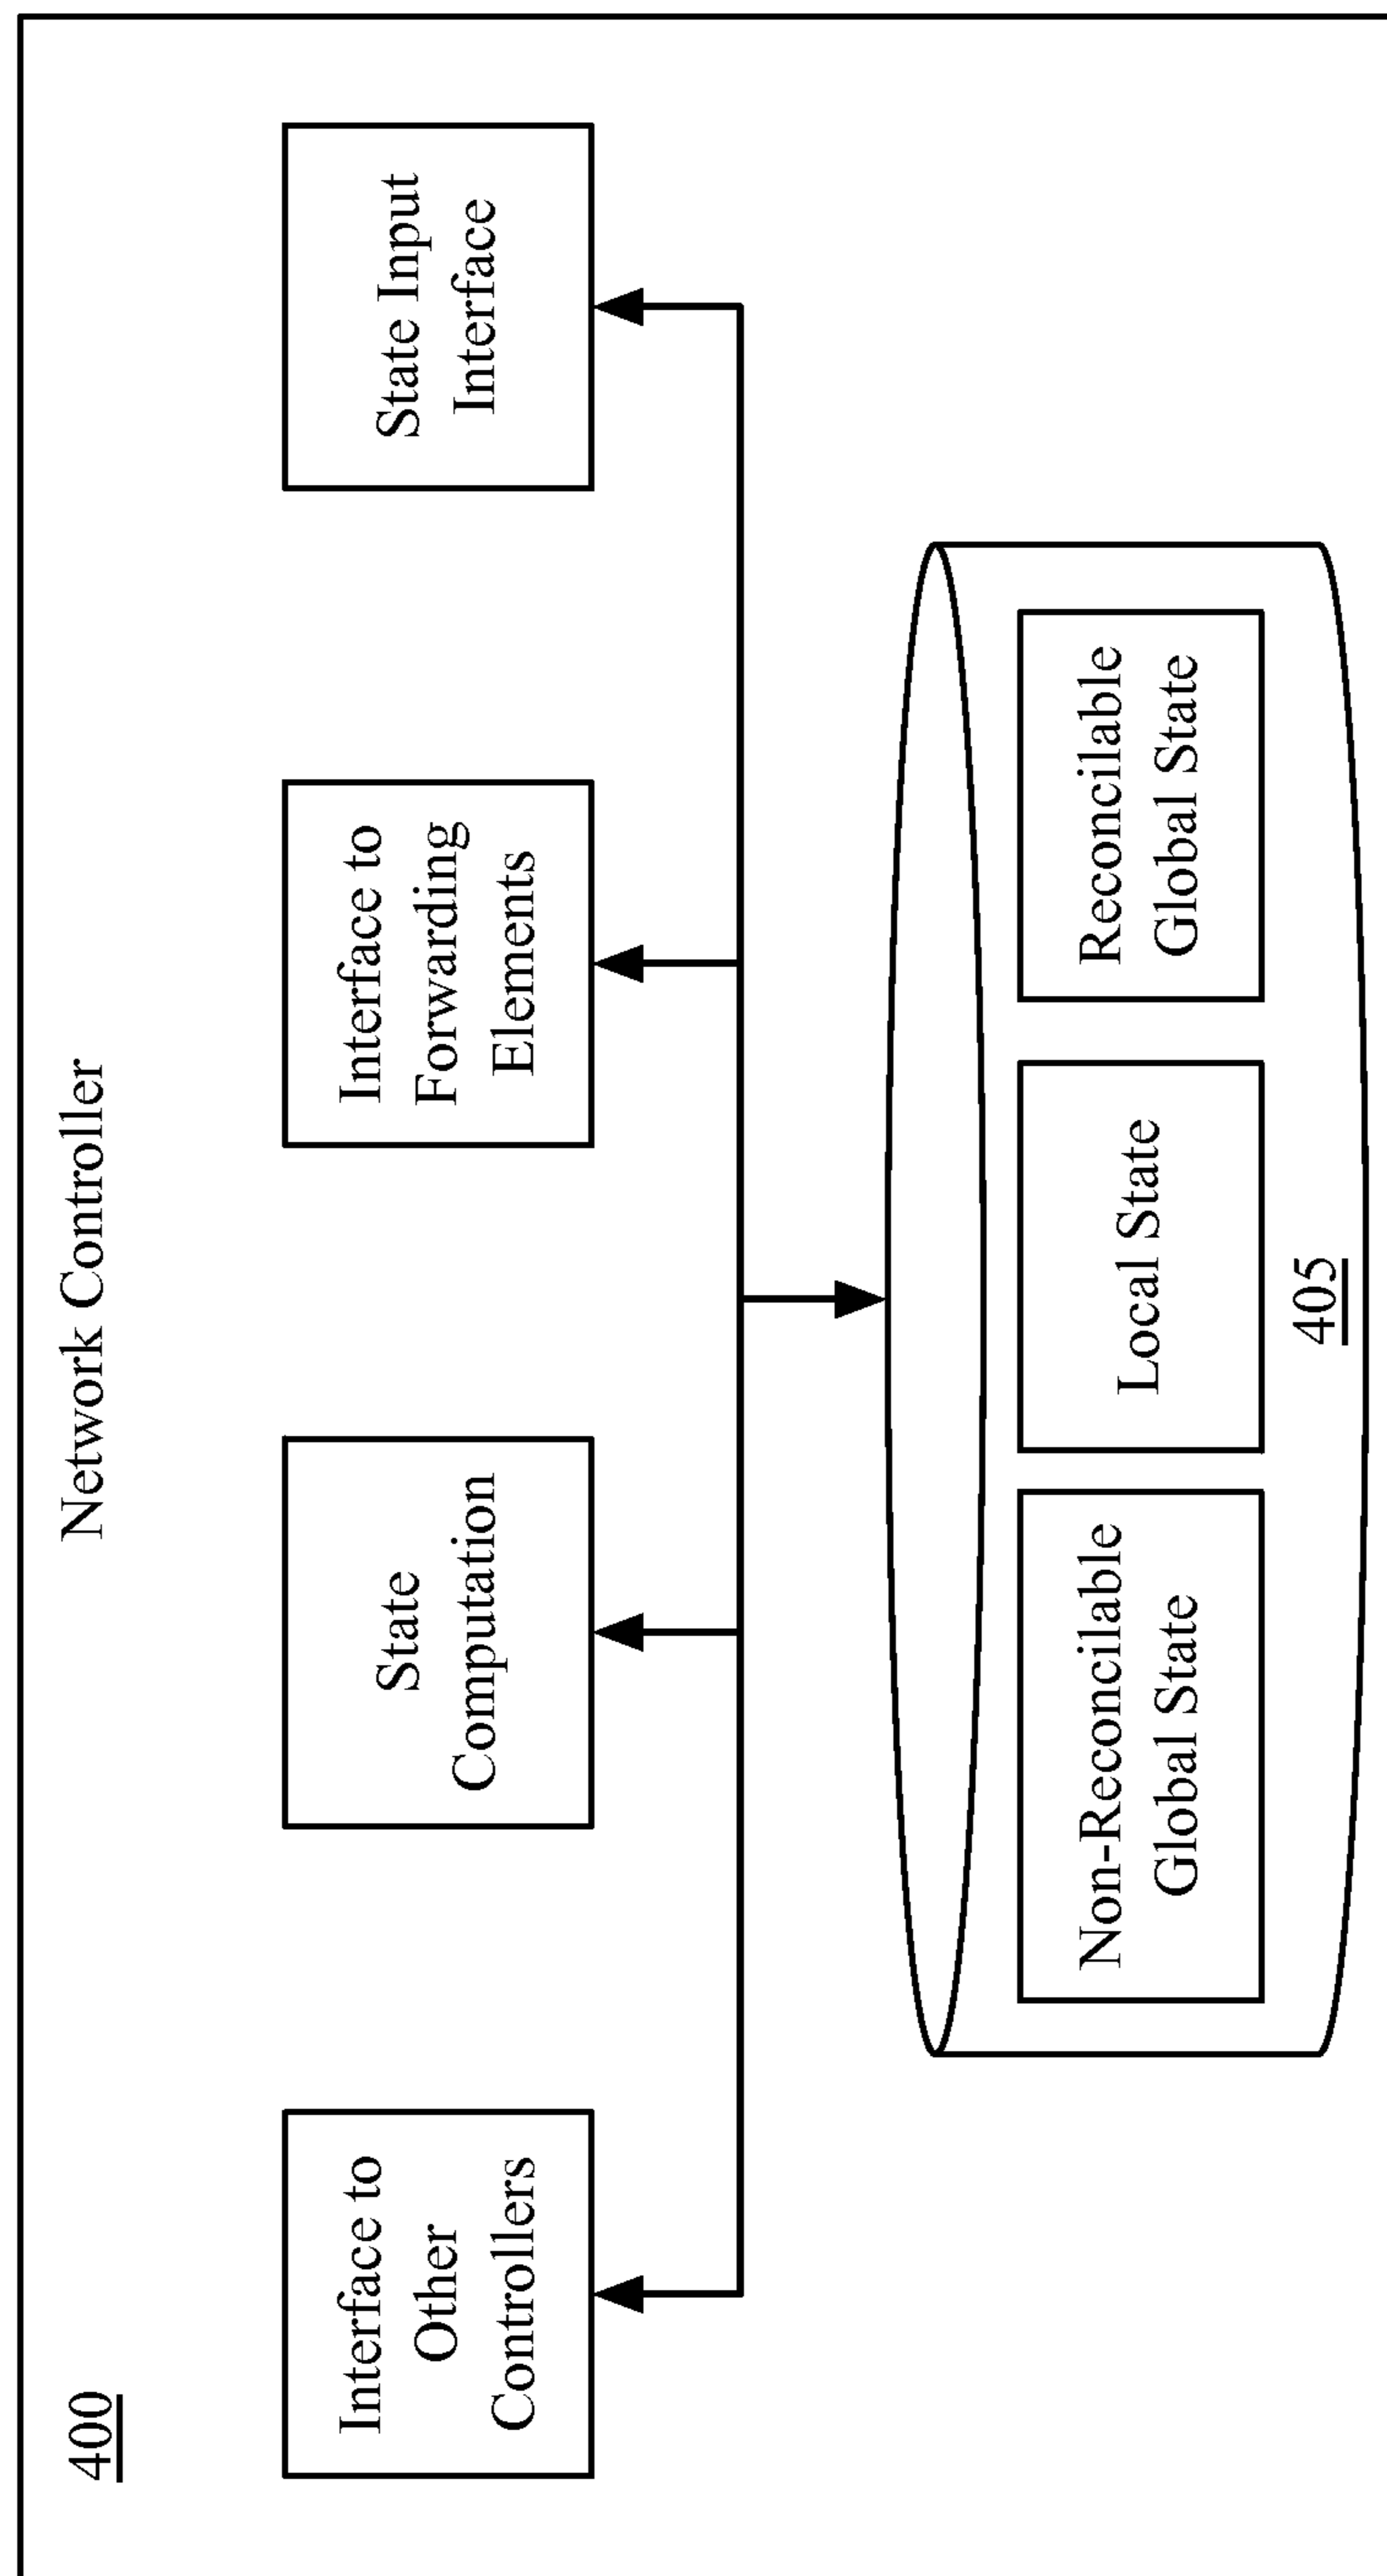 400
Network Controller
Interface to
Other
Controllers
State
Computation
Interface to
Forwarding
Elements
State Input
Interface
Non-Reconcilable
Global State
Local State
Reconcilable
Global State
405